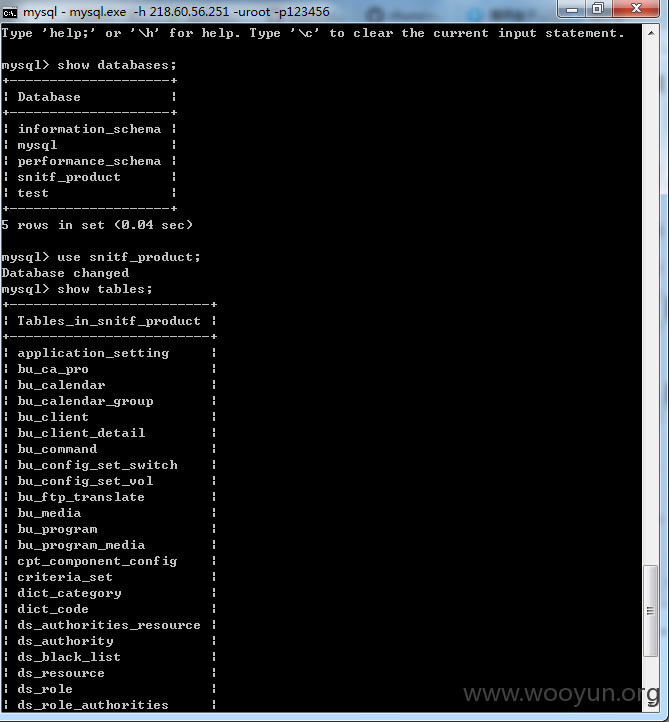 mysql - mysql.exe -h 218.60.56.251 -uroot -p123456
Type 'help;' or '\h' for help. Type '\c' to clear the current input statement.
mysql> show databases;
+--------------------+
| Database           |
+--------------------+
| information_schema |
| mysql              |
| performance_schema |
| snitf_product      |
| test               |
+--------------------+
5 rows in set (0.04 sec)
mysql> use snitf_product;
Database changed
mysql> show tables;
+-------------------------+
| Tables_in_snitf_product |
+-------------------------+
| application_setting     |
| bu_ca_pro               |
| bu_calendar             |
| bu_calendar_group       |
| bu_client               |
| bu_client_detail        |
| bu_command              |
| bu_config_set_switch    |
| bu_config_set_vol       |
| bu_ftp_translate        |
| bu_media                |
| bu_program              |
| bu_program_media        |
| cpt_component_config    |
| criteria_set            |
| dict_category           |
| dict_code               |
| ds_authorities_resource |
| ds_authority            |
| ds_black_list           |
| ds_resource             |
| ds_role                 |
| ds_role_authorities     |
www.wooyun.org